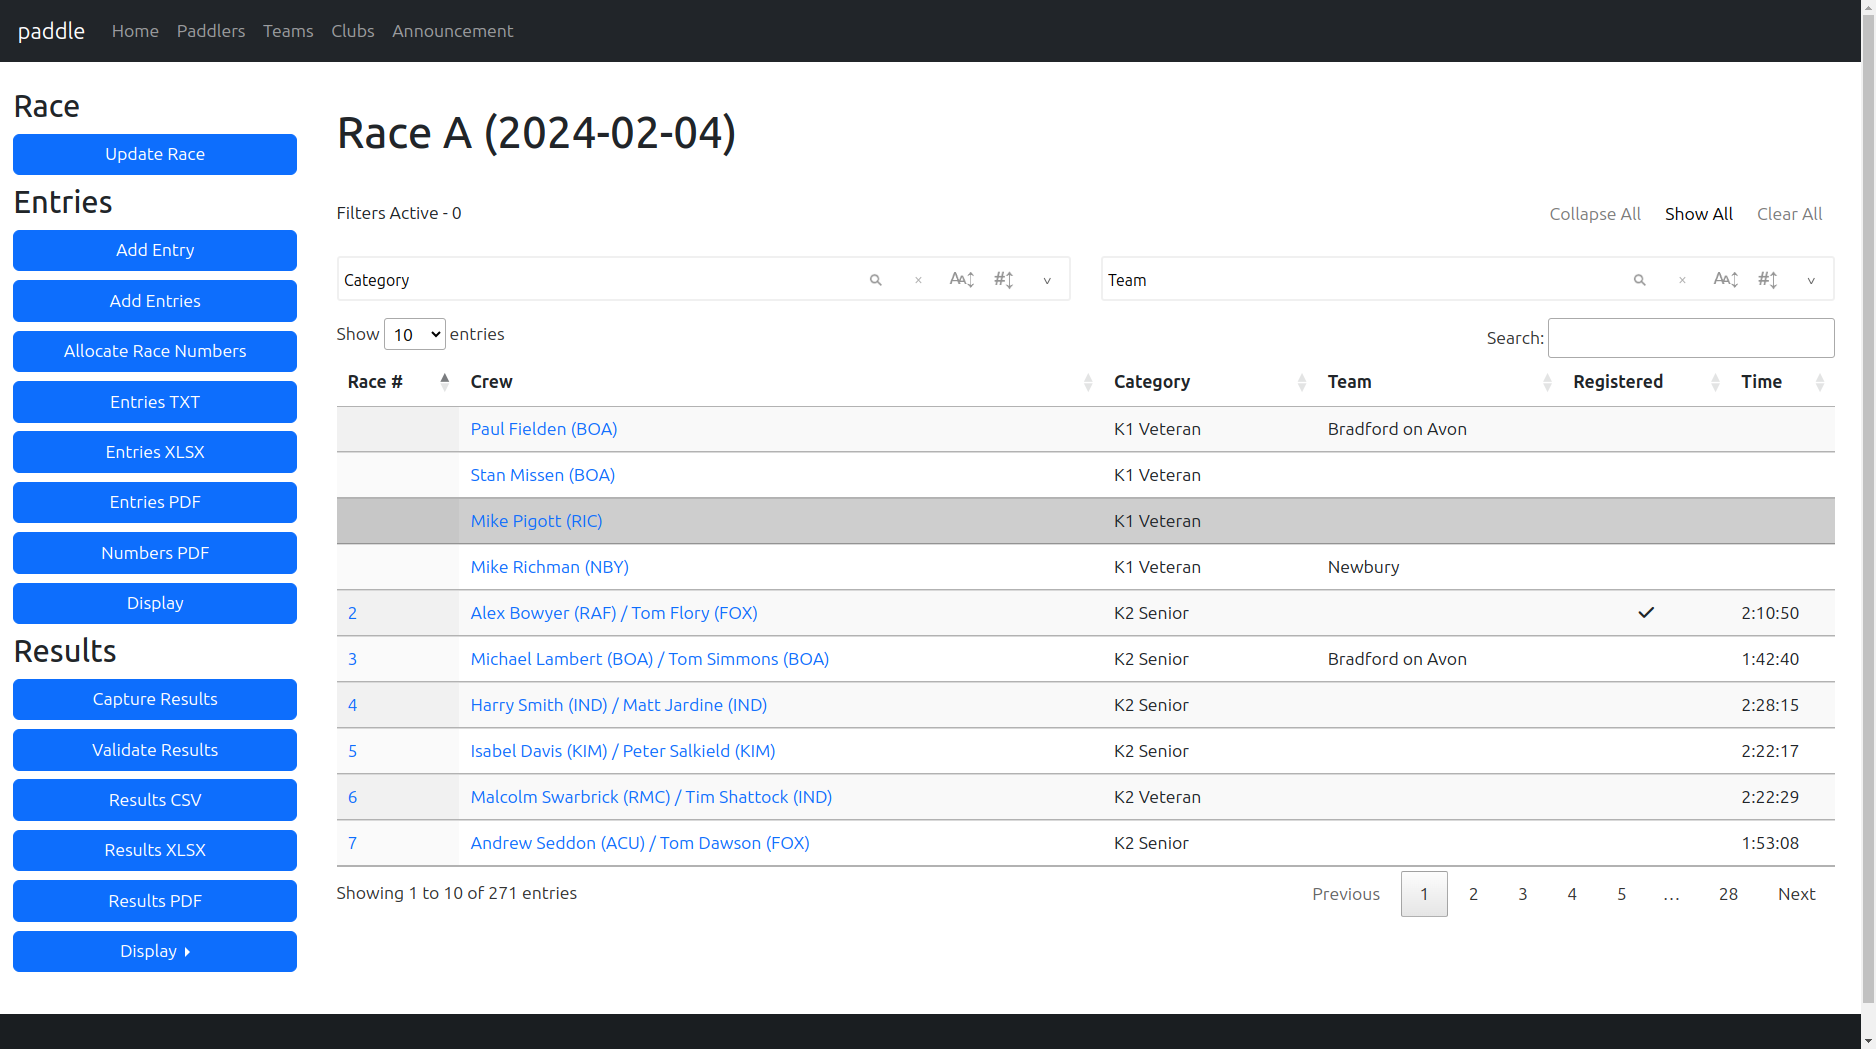 paddle Home Paddlers Teams Clubs Announcement
Race
Update Race
Entries
Add Entry
Add Entries
Allocate Race Numbers
Entries TXT
Entries XLSX
Entries PDF
Numbers PDF
Display
Results
Capture Results
Validate Results
Results CSV
Results XLSX
Results PDF
Display
Race A (2024-02-04)
Filters Active - 0
Collapse All Show All Clear All
Category
Team
Show 10 entries
Search:
Race # Crew Category Team Registered Time
Paul Fielden (BOA) K1 Veteran Bradford on Avon
Stan Missen (BOA) K1 Veteran
Mike Pigott (RIC) K1 Veteran
Mike Richman (NBY) K1 Veteran Newbury
2 Alex Bowyer (RAF) / Tom Flory (FOX) K2 Senior ✓ 2:10:50
3 Michael Lambert (BOA) / Tom Simmons (BOA) K2 Senior Bradford on Avon 1:42:40
4 Harry Smith (IND) / Matt Jardine (IND) K2 Senior 2:28:15
5 Isabel Davis (KIM) / Peter Salkield (KIM) K2 Senior 2:22:17
6 Malcolm Swarbrick (RMC) / Tim Shattock (IND) K2 Veteran 2:22:29
7 Andrew Seddon (ACU) / Tom Dawson (FOX) K2 Senior 1:53:08
Showing 1 to 10 of 271 entries
Previous 1 2 3 4 5 … 28 Next